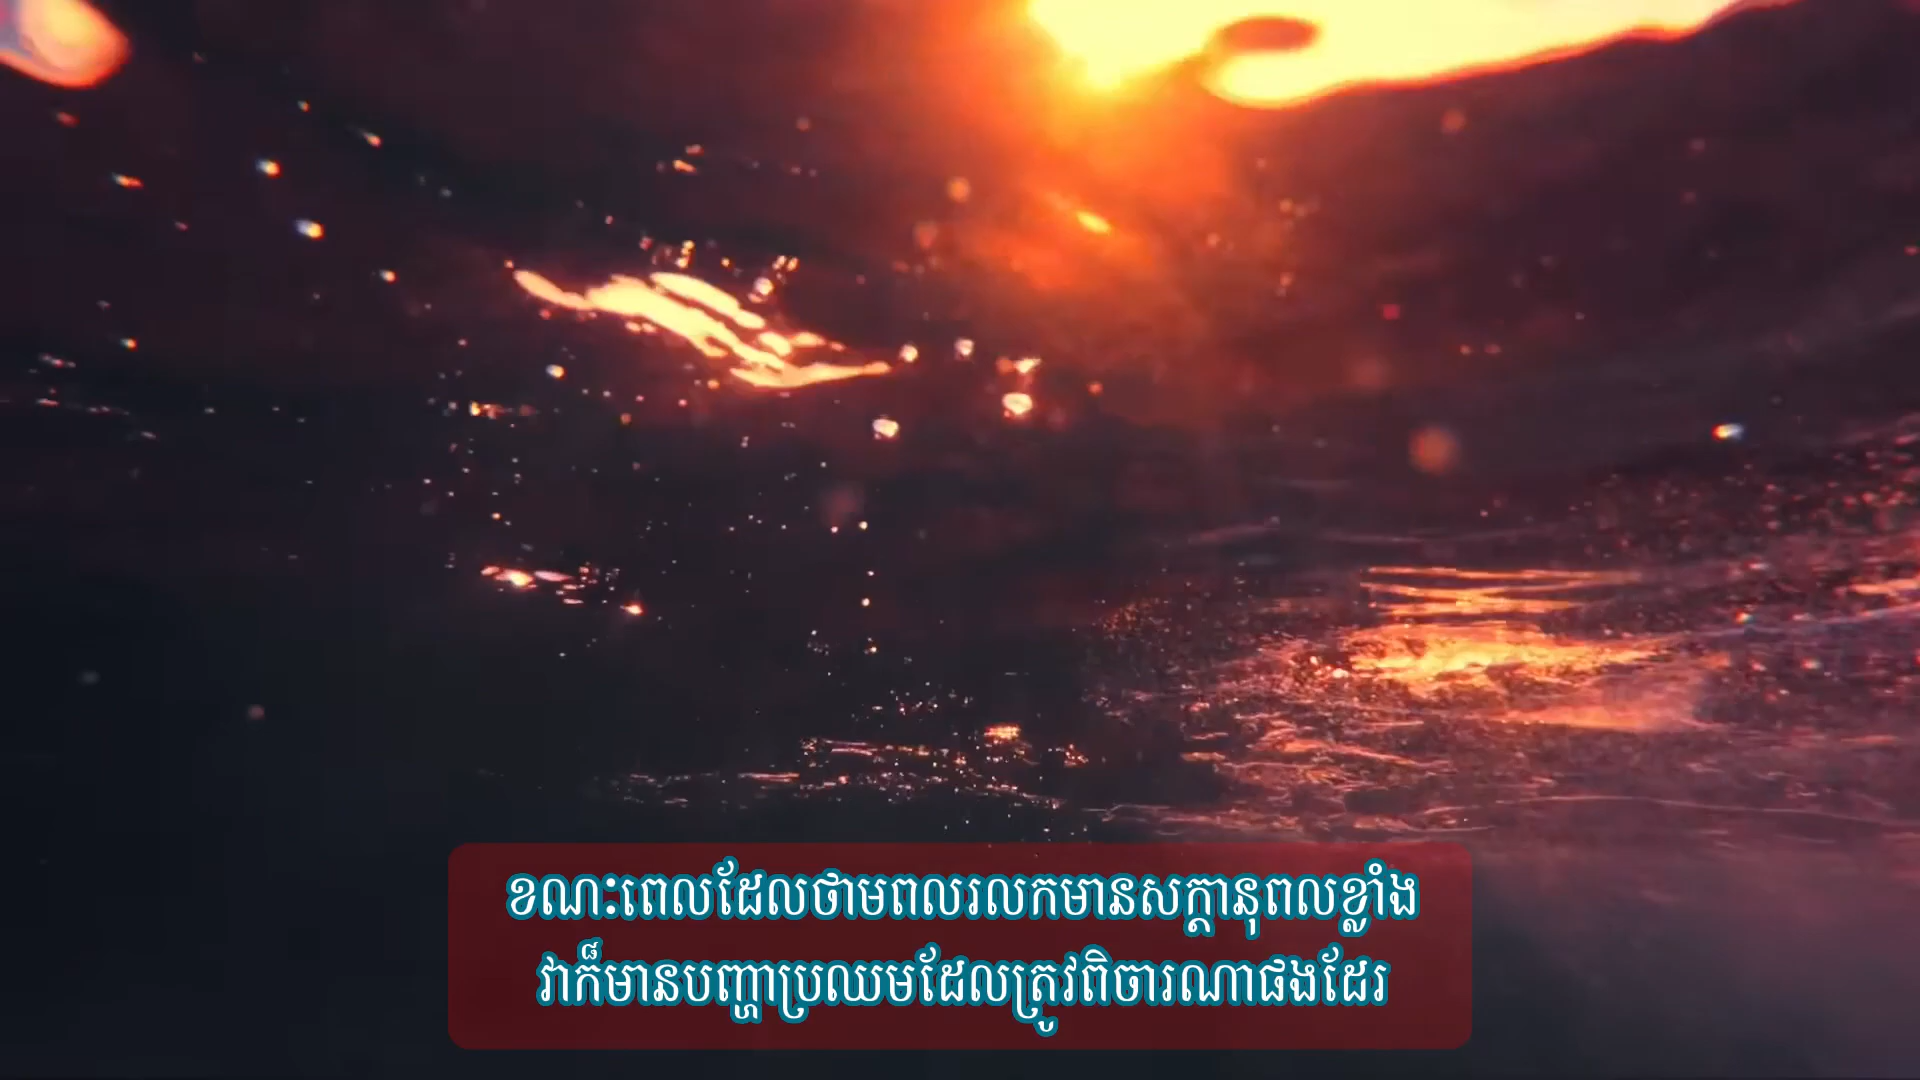 ខណៈពេលដែលថាមពលរលកមានសក្តានុពលខ្លាំង
វាក៏មានបញ្ហាប្រឈមដែលត្រូវពិចារណាផងដែរ